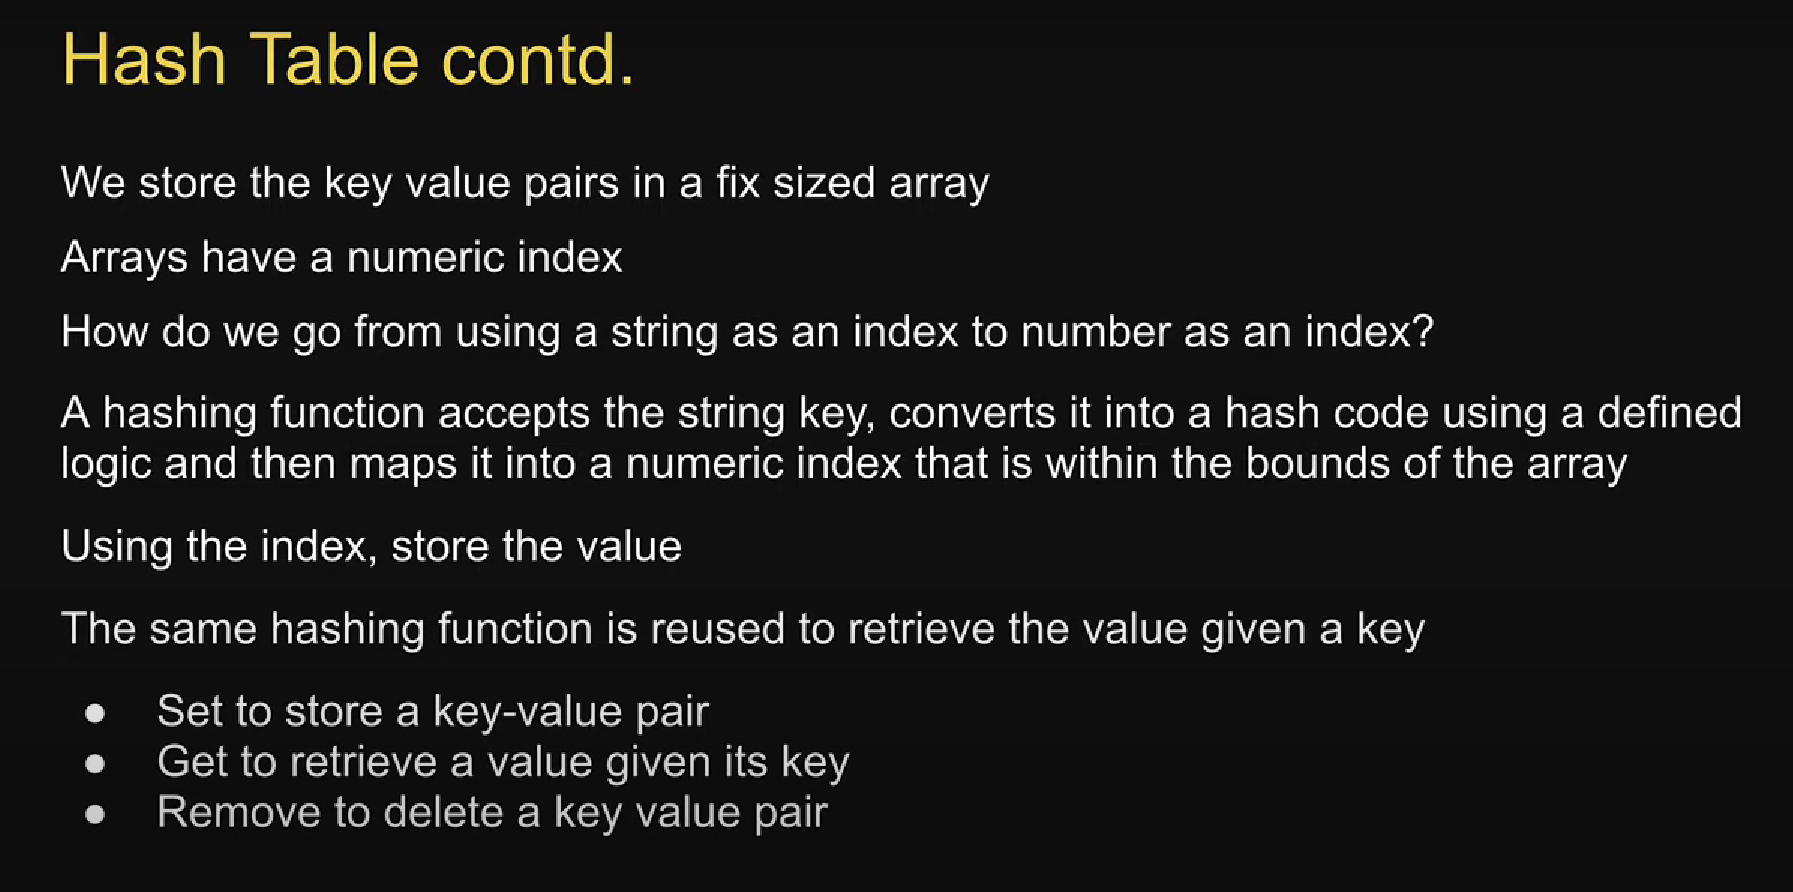 Hash Table contd.
We store the key value pairs in a fix sized array
Arrays have a numeric index
How do we go from using a string as an index to number as an index?
A hashing function accepts the string key, converts it into a hash code using a defined
logic and then maps it into a numeric index that is within the bounds of the array
Using the index, store the value
The same hashing function is reused to retrieve the value given a key
● Set to store a key-value pair
● Get to retrieve a value given its key
● Remove to delete a key value pair